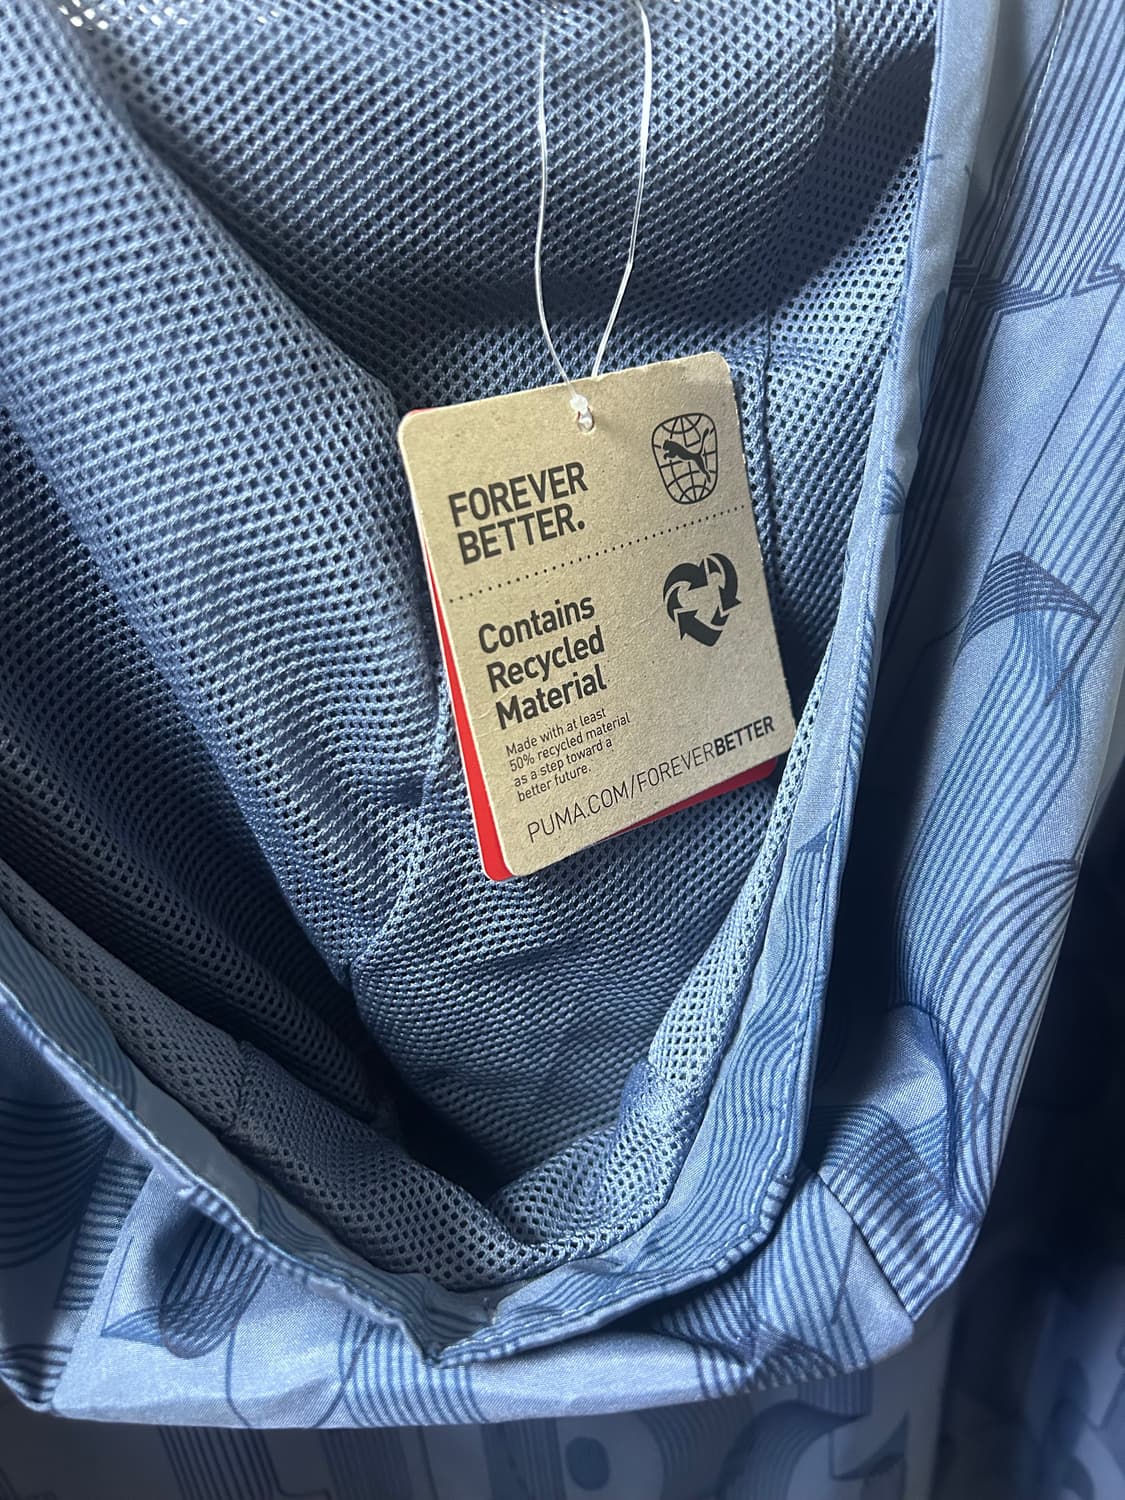 FOREVER
BETTER.
Contains
Recycled
Material
Made with at least
50% recycled material
as a step toward a
better future.
PUMA.COM/FOREVERBETTER